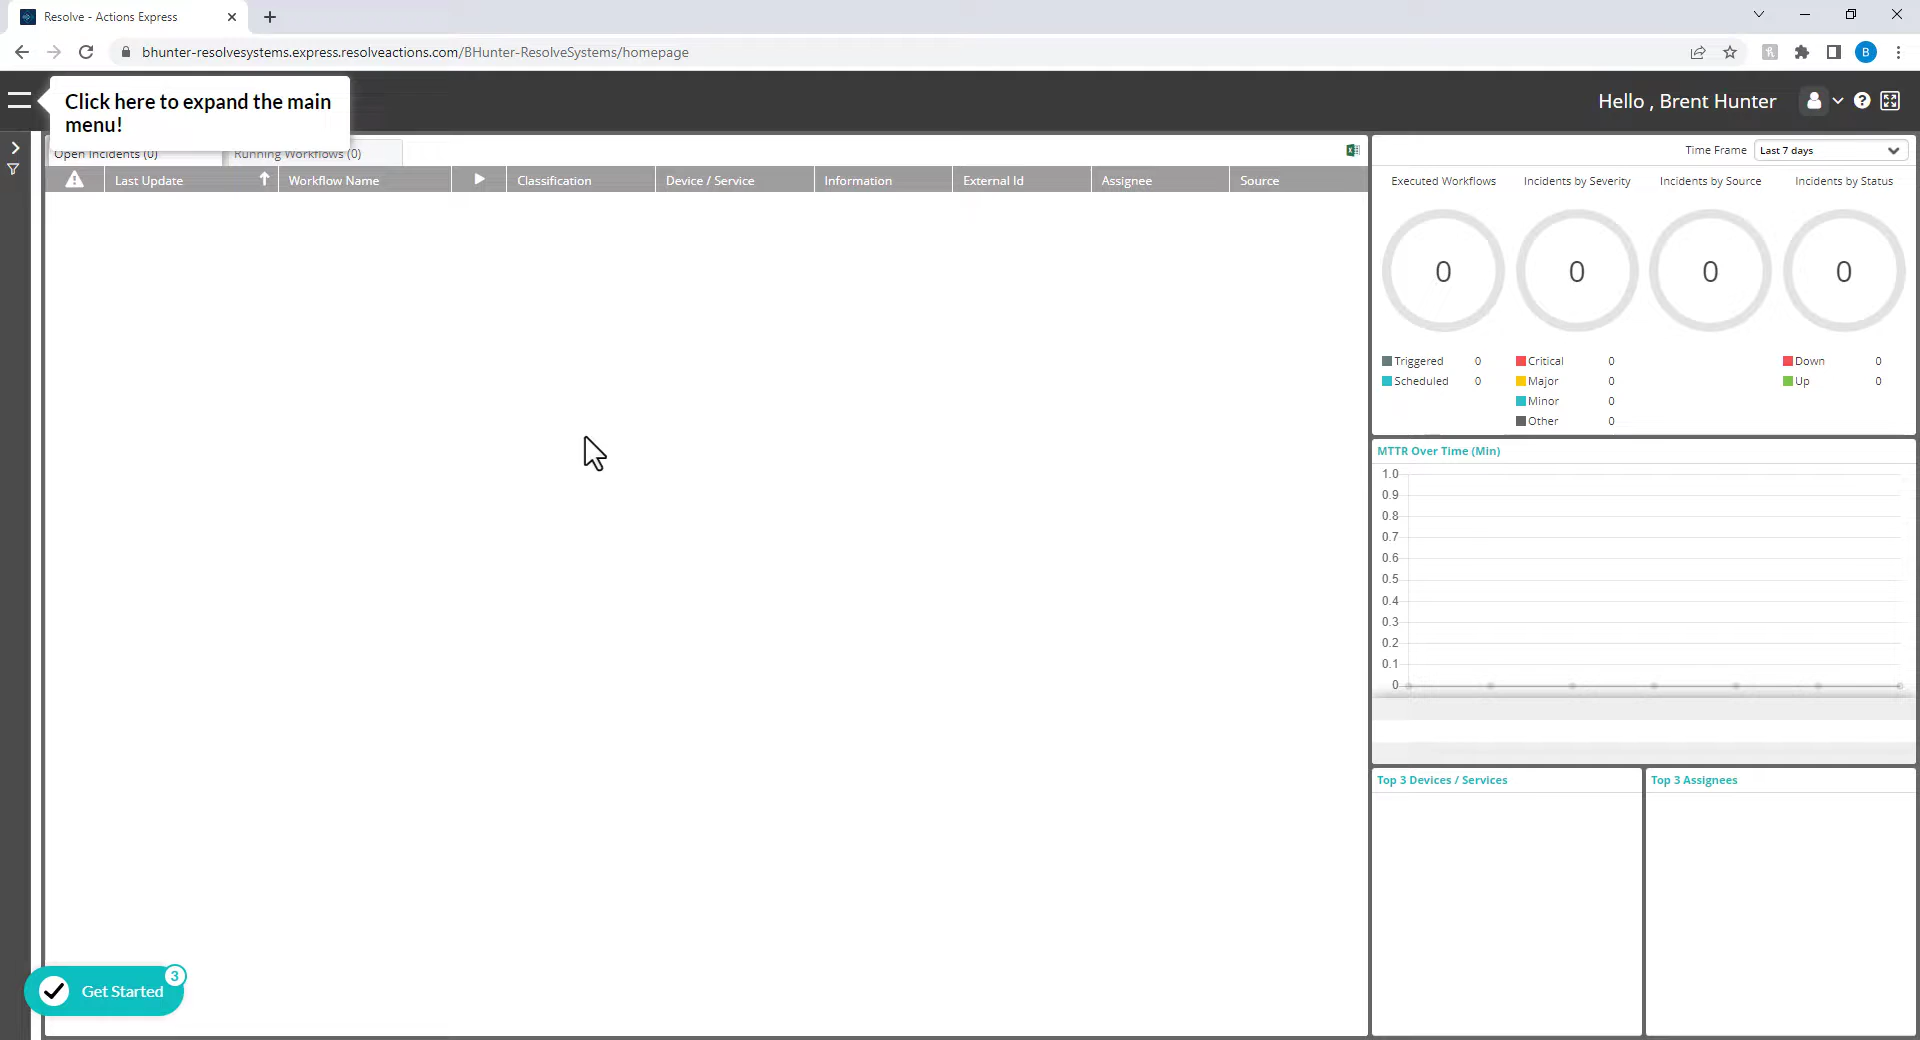 Resolve - Actions Express
bhunter-resolvesystems.express.resolveactions.com/BHunter-ResolveSystems/homepage
B
Click here to expand the main
menu!
Hello , Brent Hunter
Open Incidents (0)
Running Workflows (0)
Last Update
Workflow Name
Classification
Device / Service
Information
External Id
Assignee
Source
Time Frame
Last 7 days
Executed Workflows
Incidents by Severity
Incidents by Source
Incidents by Status
0
0
0
0
Triggered 0
Scheduled 0
Critical 0
Major 0
Minor 0
Other 0
Down 0
Up 0
MTTR Over Time (Min)
1.0
0.9
0.8
0.7
0.6
0.5
0.4
0.3
0.2
0.1
0
Top 3 Devices / Services
Top 3 Assignees
Get Started
3